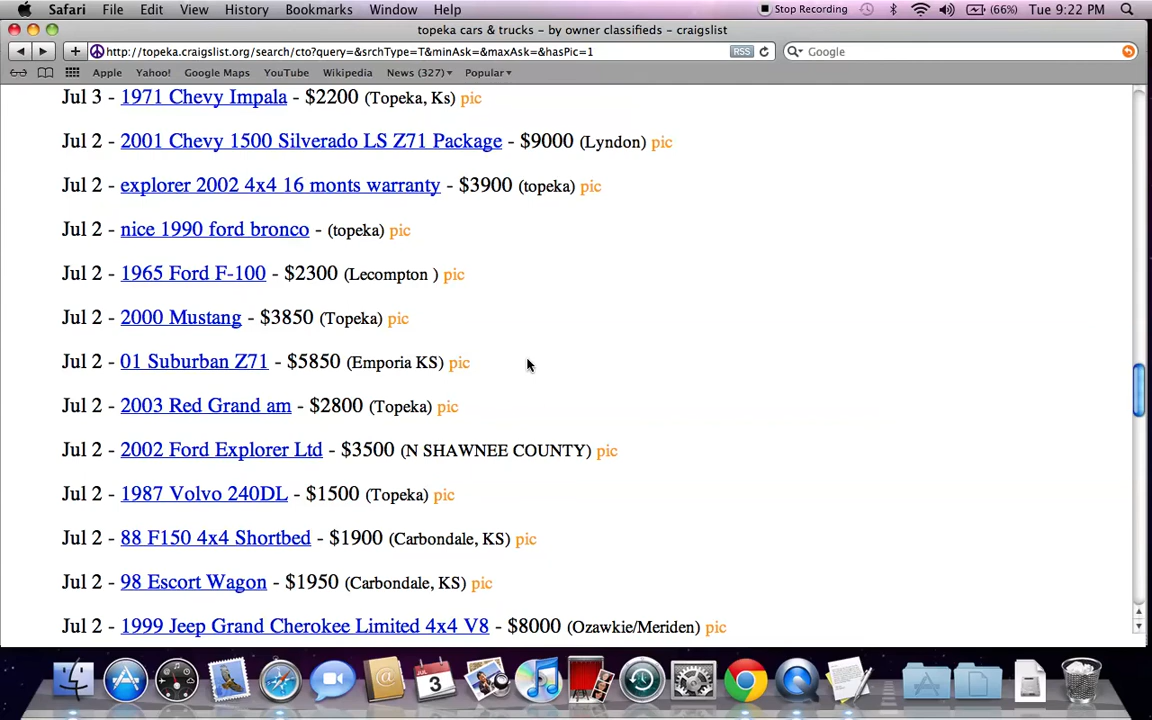 Safari File Edit View History Bookmarks Window Help Stop Recording (66%) Tue 9:22 PM
topeka cars & trucks - by owner classifieds - craigslist
http://topeka.craigslist.org/search/cto?query=&srchType=T&minAsk=&maxAsk=&hasPic=1 RSS Google
Apple Yahoo! Google Maps YouTube Wikipedia News (327) Popular
Jul 3 - 1971 Chevy Impala - $2200 (Topeka, Ks) pic
Jul 2 - 2001 Chevy 1500 Silverado LS Z71 Package - $9000 (Lyndon) pic
Jul 2 - explorer 2002 4x4 16 monts warranty - $3900 (topeka) pic
Jul 2 - nice 1990 ford bronco - (topeka) pic
Jul 2 - 1965 Ford F-100 - $2300 (Lecompton ) pic
Jul 2 - 2000 Mustang - $3850 (Topeka) pic
Jul 2 - 01 Suburban Z71 - $5850 (Emporia KS) pic
Jul 2 - 2003 Red Grand am - $2800 (Topeka) pic
Jul 2 - 2002 Ford Explorer Ltd - $3500 (N SHAWNEE COUNTY) pic
Jul 2 - 1987 Volvo 240DL - $1500 (Topeka) pic
Jul 2 - 88 F150 4x4 Shortbed - $1900 (Carbondale, KS) pic
Jul 2 - 98 Escort Wagon - $1950 (Carbondale, KS) pic
Jul 2 - 1999 Jeep Grand Cherokee Limited 4x4 V8 - $8000 (Ozawkie/Meriden) pic
JUL
3